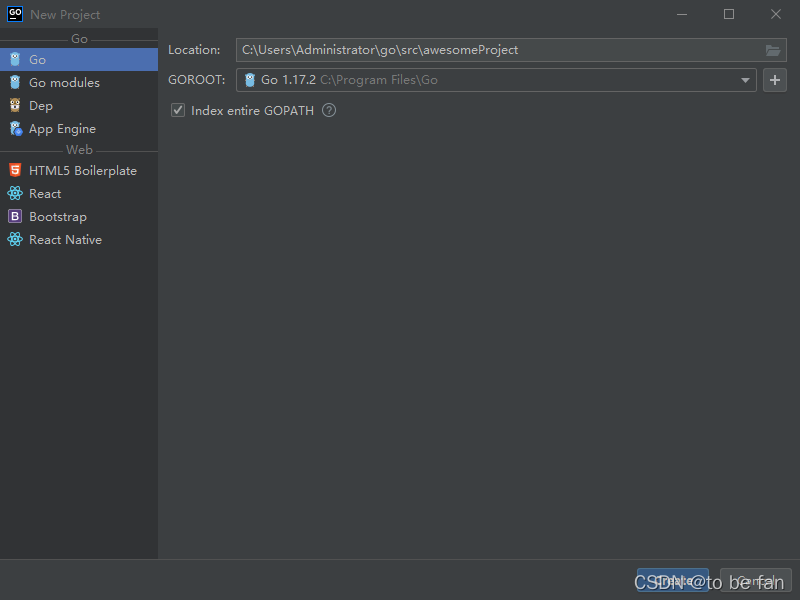 GO New Project
Go
Go
Go modules
Dep
App Engine
Web
HTML5 Boilerplate
React
B Bootstrap
React Native
Location: C:\Users\Administrator\go\src\awesomeProject
GOROOT: Go 1.17.2 C:\Program Files\Go
Index entire GOPATH ?
Create Cancel
CSDN @to be fan